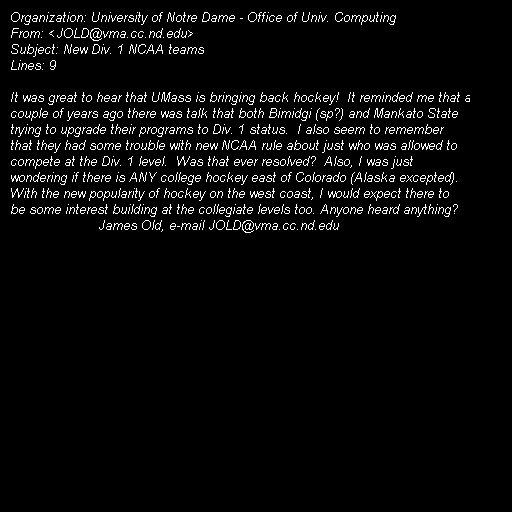 Organization: University of Notre Dame - Office of Univ. Computing
From: <JOLD@vma.cc.nd.edu>
Subject: New Div. 1 NCAA teams
Lines: 9

It was great to hear that UMass is bringing back hockey!  It reminded me that a
couple of years ago there was talk that both Bimidgi (sp?) and Mankato State
trying to upgrade their programs to Div. 1 status.  I also seem to remember
that they had some trouble with new NCAA rule about just who was allowed to
compete at the Div. 1 level.  Was that ever resolved?  Also, I was just
wondering if there is ANY college hockey east of Colorado (Alaska excepted).
With the new popularity of hockey on the west coast, I would expect there to
be some interest building at the collegiate levels too. Anyone heard anything?
James Old, e-mail JOLD@vma.cc.nd.edu